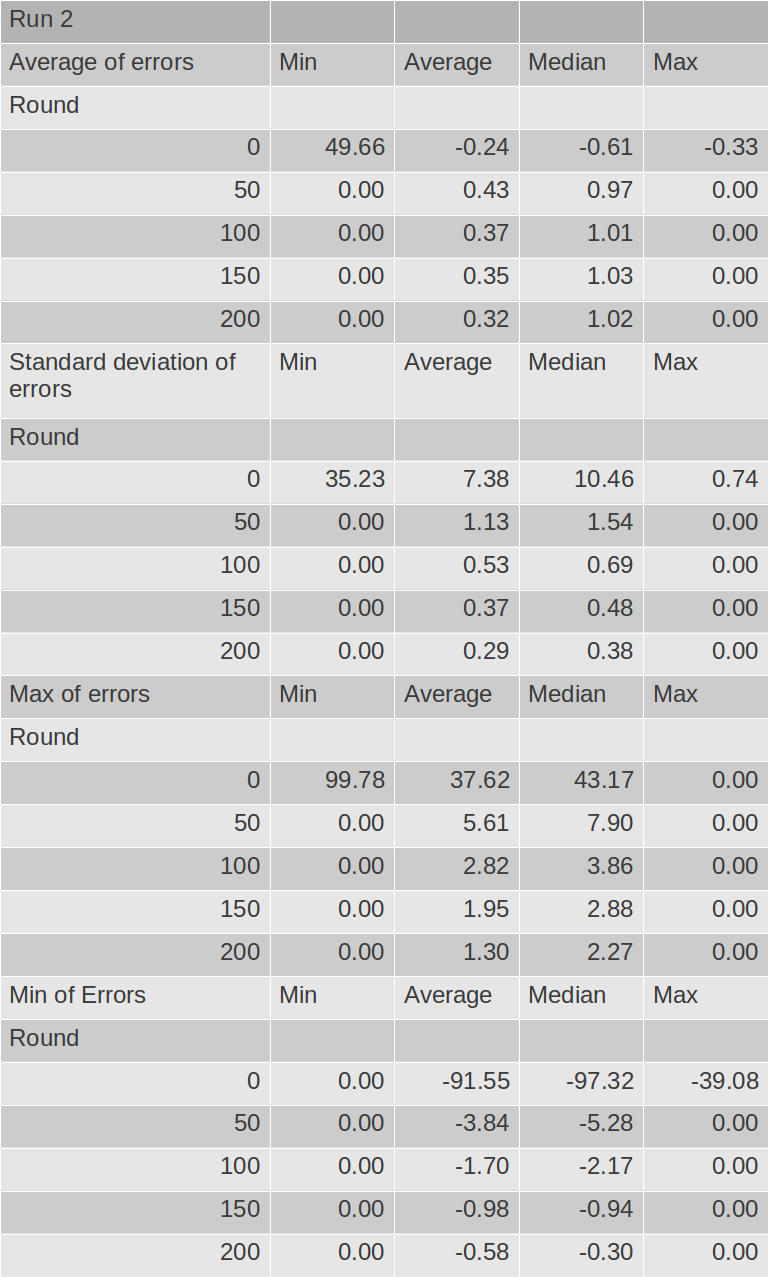 Run 2
Average of errors Min Average Median Max
Round
0 49.66 -0.24 -0.61 -0.33
50 0.00 0.43 0.97 0.00
100 0.00 0.37 1.01 0.00
150 0.00 0.35 1.03 0.00
200 0.00 0.32 1.02 0.00
Standard deviation of errors Min Average Median Max
Round
0 35.23 7.38 10.46 0.74
50 0.00 1.13 1.54 0.00
100 0.00 0.53 0.69 0.00
150 0.00 0.37 0.48 0.00
200 0.00 0.29 0.38 0.00
Max of errors Min Average Median Max
Round
0 99.78 37.62 43.17 0.00
50 0.00 5.61 7.90 0.00
100 0.00 2.82 3.86 0.00
150 0.00 1.95 2.88 0.00
200 0.00 1.30 2.27 0.00
Min of Errors Min Average Median Max
Round
0 0.00 -91.55 -97.32 -39.08
50 0.00 -3.84 -5.28 0.00
100 0.00 -1.70 -2.17 0.00
150 0.00 -0.98 -0.94 0.00
200 0.00 -0.58 -0.30 0.00